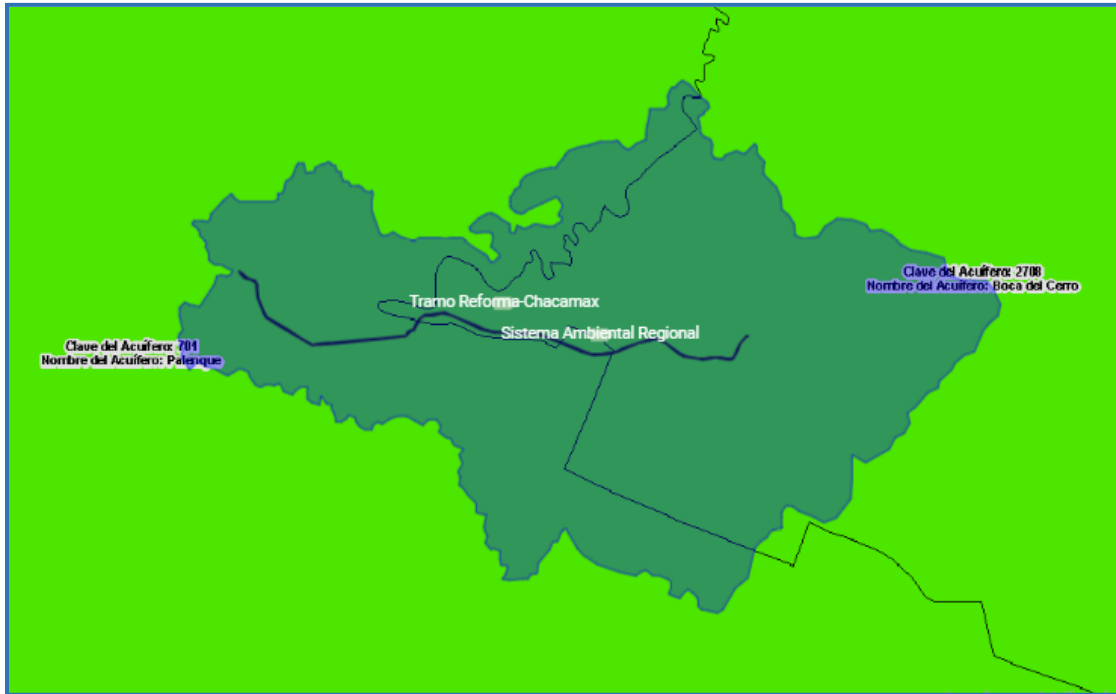 Clave del Acuífero: 2708
Nombre del Acuífero: Boca del Cerro
Tramo Reforma-Chacamax
Sistema Ambiental Regional
Clave del Acuífero: 701
Nombre del Acuífero: Palenque